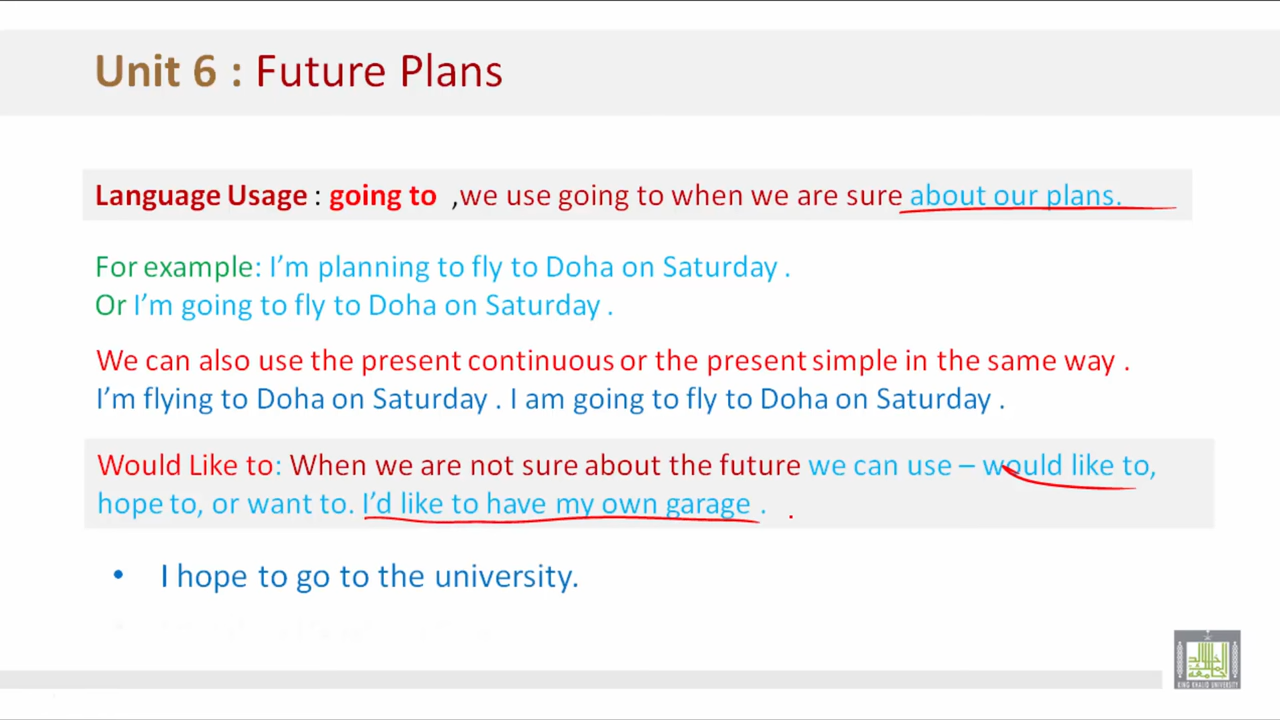 Unit 6 : Future Plans
Language Usage : going to ,we use going to when we are sure about our plans.
For example: I'm planning to fly to Doha on Saturday .
Or I'm going to fly to Doha on Saturday .
We can also use the present continuous or the present simple in the same way .
I'm flying to Doha on Saturday . I am going to fly to Doha on Saturday .
Would Like to: When we are not sure about the future we can use – would like to,
hope to, or want to. I'd like to have my own garage .
• I hope to go to the university.
KING KHALID UNIVERSITY